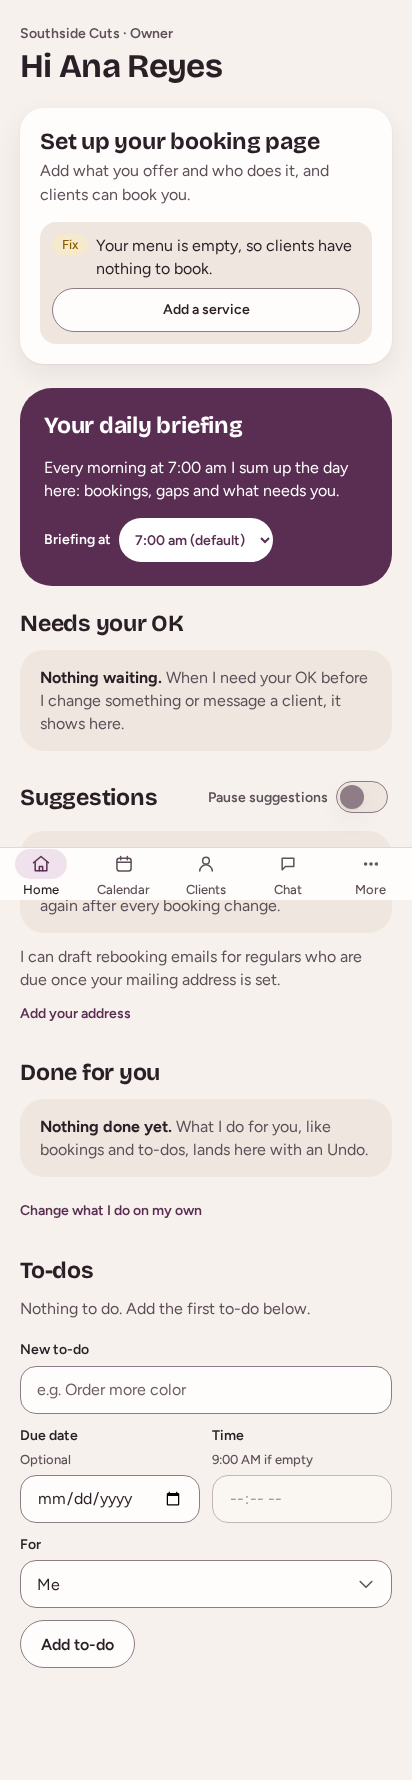 Southside Cuts · Owner
Hi Ana Reyes
Set up your booking page
Add what you offer and who does it, and
clients can book you.
Fix
Your menu is empty, so clients have
nothing to book.
Add a service
Your daily briefing
Every morning at 7:00 am I sum up the day
here: bookings, gaps and what needs you.
Briefing at
7:00 am (default)
Needs your OK
Nothing waiting. When I need your OK before
I change something or message a client, it
shows here.
Suggestions
Pause suggestions
Home
Calendar
Clients
Chat
More
again after every booking change.
I can draft rebooking emails for regulars who are
due once your mailing address is set.
Add your address
Done for you
Nothing done yet. What I do for you, like
bookings and to-dos, lands here with an Undo.
Change what I do on my own
To-dos
Nothing to do. Add the first to-do below.
New to-do
e.g. Order more color
Due date
Time
Optional
9:00 AM if empty
mm/dd/yyyy
--:-- --
For
Me
Add to-do